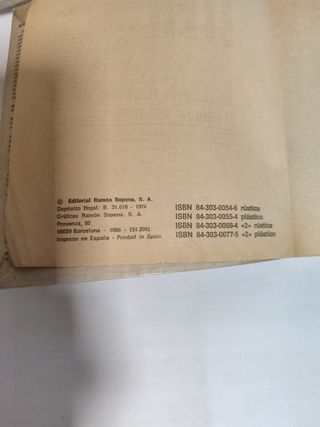 © Editorial Ramón Sopena, S. A.
Depósito Legal: B. 31.618 - 1974
Gráficas Ramón Sopena, S. A.
Provenza, 95
08029 Barcelona - 1986 - (51.205)
Impreso en España - Printed in Spain
ISBN 84-303-0054-6 rústica
ISBN 84-303-0055-4 plástico
ISBN 84-303-0069-4 «2» rústica
ISBN 84-303-0077-5 «2» plástico